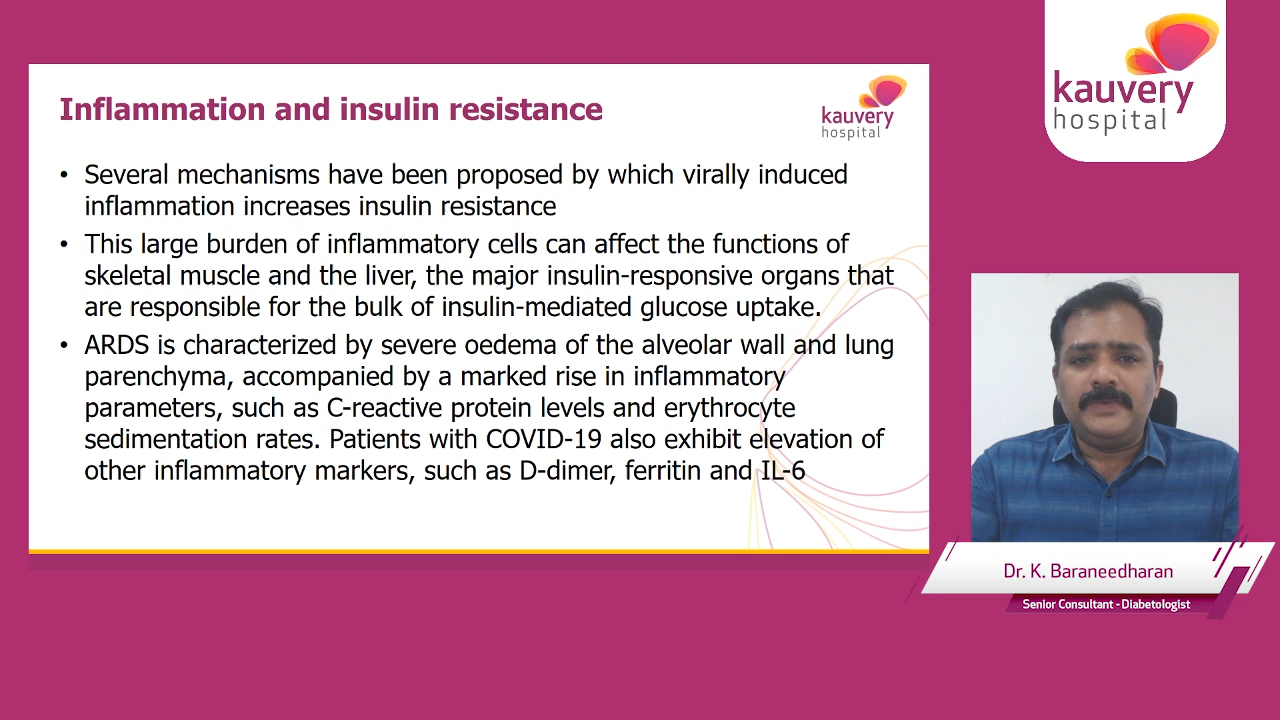 Inflammation and insulin resistance
kauvery
hospital
• Several mechanisms have been proposed by which virally induced
inflammation increases insulin resistance
• This large burden of inflammatory cells can affect the functions of
skeletal muscle and the liver, the major insulin-responsive organs that
are responsible for the bulk of insulin-mediated glucose uptake.
• ARDS is characterized by severe oedema of the alveolar wall and lung
parenchyma, accompanied by a marked rise in inflammatory
parameters, such as C-reactive protein levels and erythrocyte
sedimentation rates. Patients with COVID-19 also exhibit elevation of
other inflammatory markers, such as D-dimer, ferritin and IL-6
kauvery
hospital
Dr. K. Baraneedharan
Senior Consultant - Diabetologist